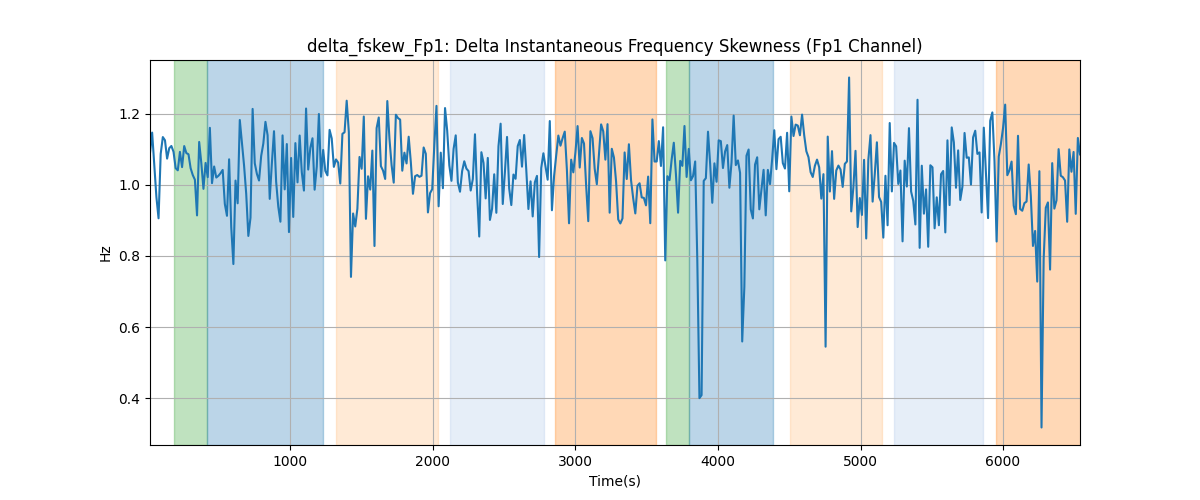 delta_fskew_Fp1: Delta Instantaneous Frequency Skewness (Fp1 Channel)
Hz
1.2
1.0
0.8
0.6
0.4
1000 2000 3000 4000 5000 6000
Time(s)